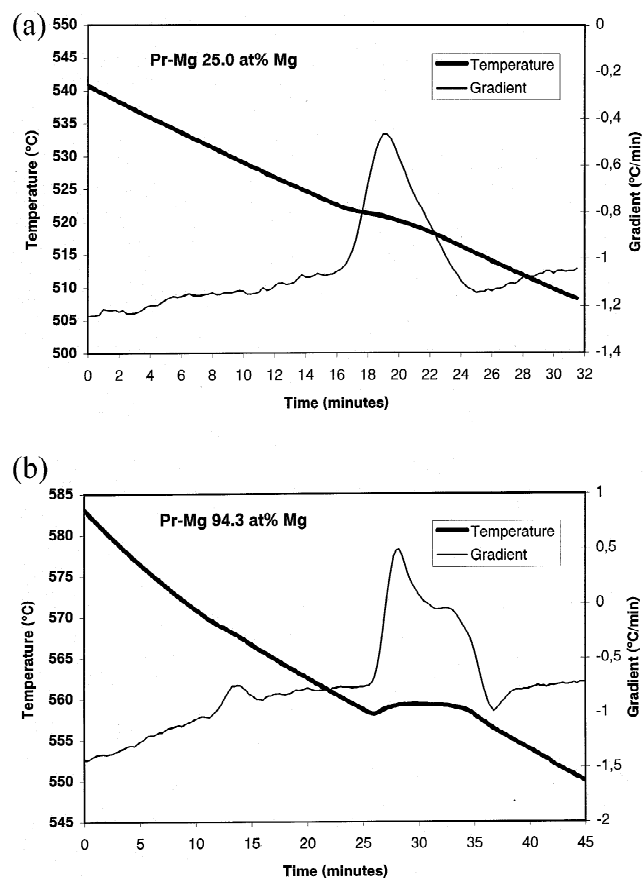 (a)
Pr-Mg 25.0 at% Mg
Temperature
Gradient
Temperature (°C)
550
545
540
535
530
525
520
515
510
505
500
0
-0,2
-0,4
-0,6
-0,8
-1
-1,2
-1,4
Gradient (°C/min)
0 2 4 6 8 10 12 14 16 18 20 22 24 26 28 30 32
Time (minutes)
(b)
Pr-Mg 94.3 at% Mg
Temperature
Gradient
Temperature (°C)
585
580
575
570
565
560
555
550
545
1
0,5
0
-0,5
-1
-1,5
-2
Gradient (°C/min)
0 5 10 15 20 25 30 35 40 45
Time (minutes)